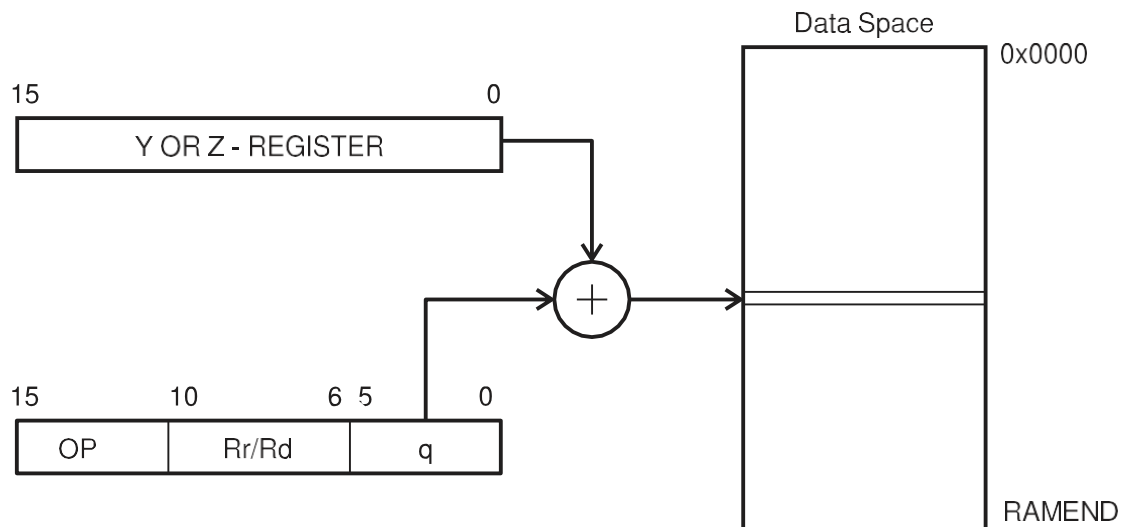 Data Space
0x0000
15 0
Y OR Z - REGISTER
+
15 10 6 5 0
OP Rr/Rd q
RAMEND